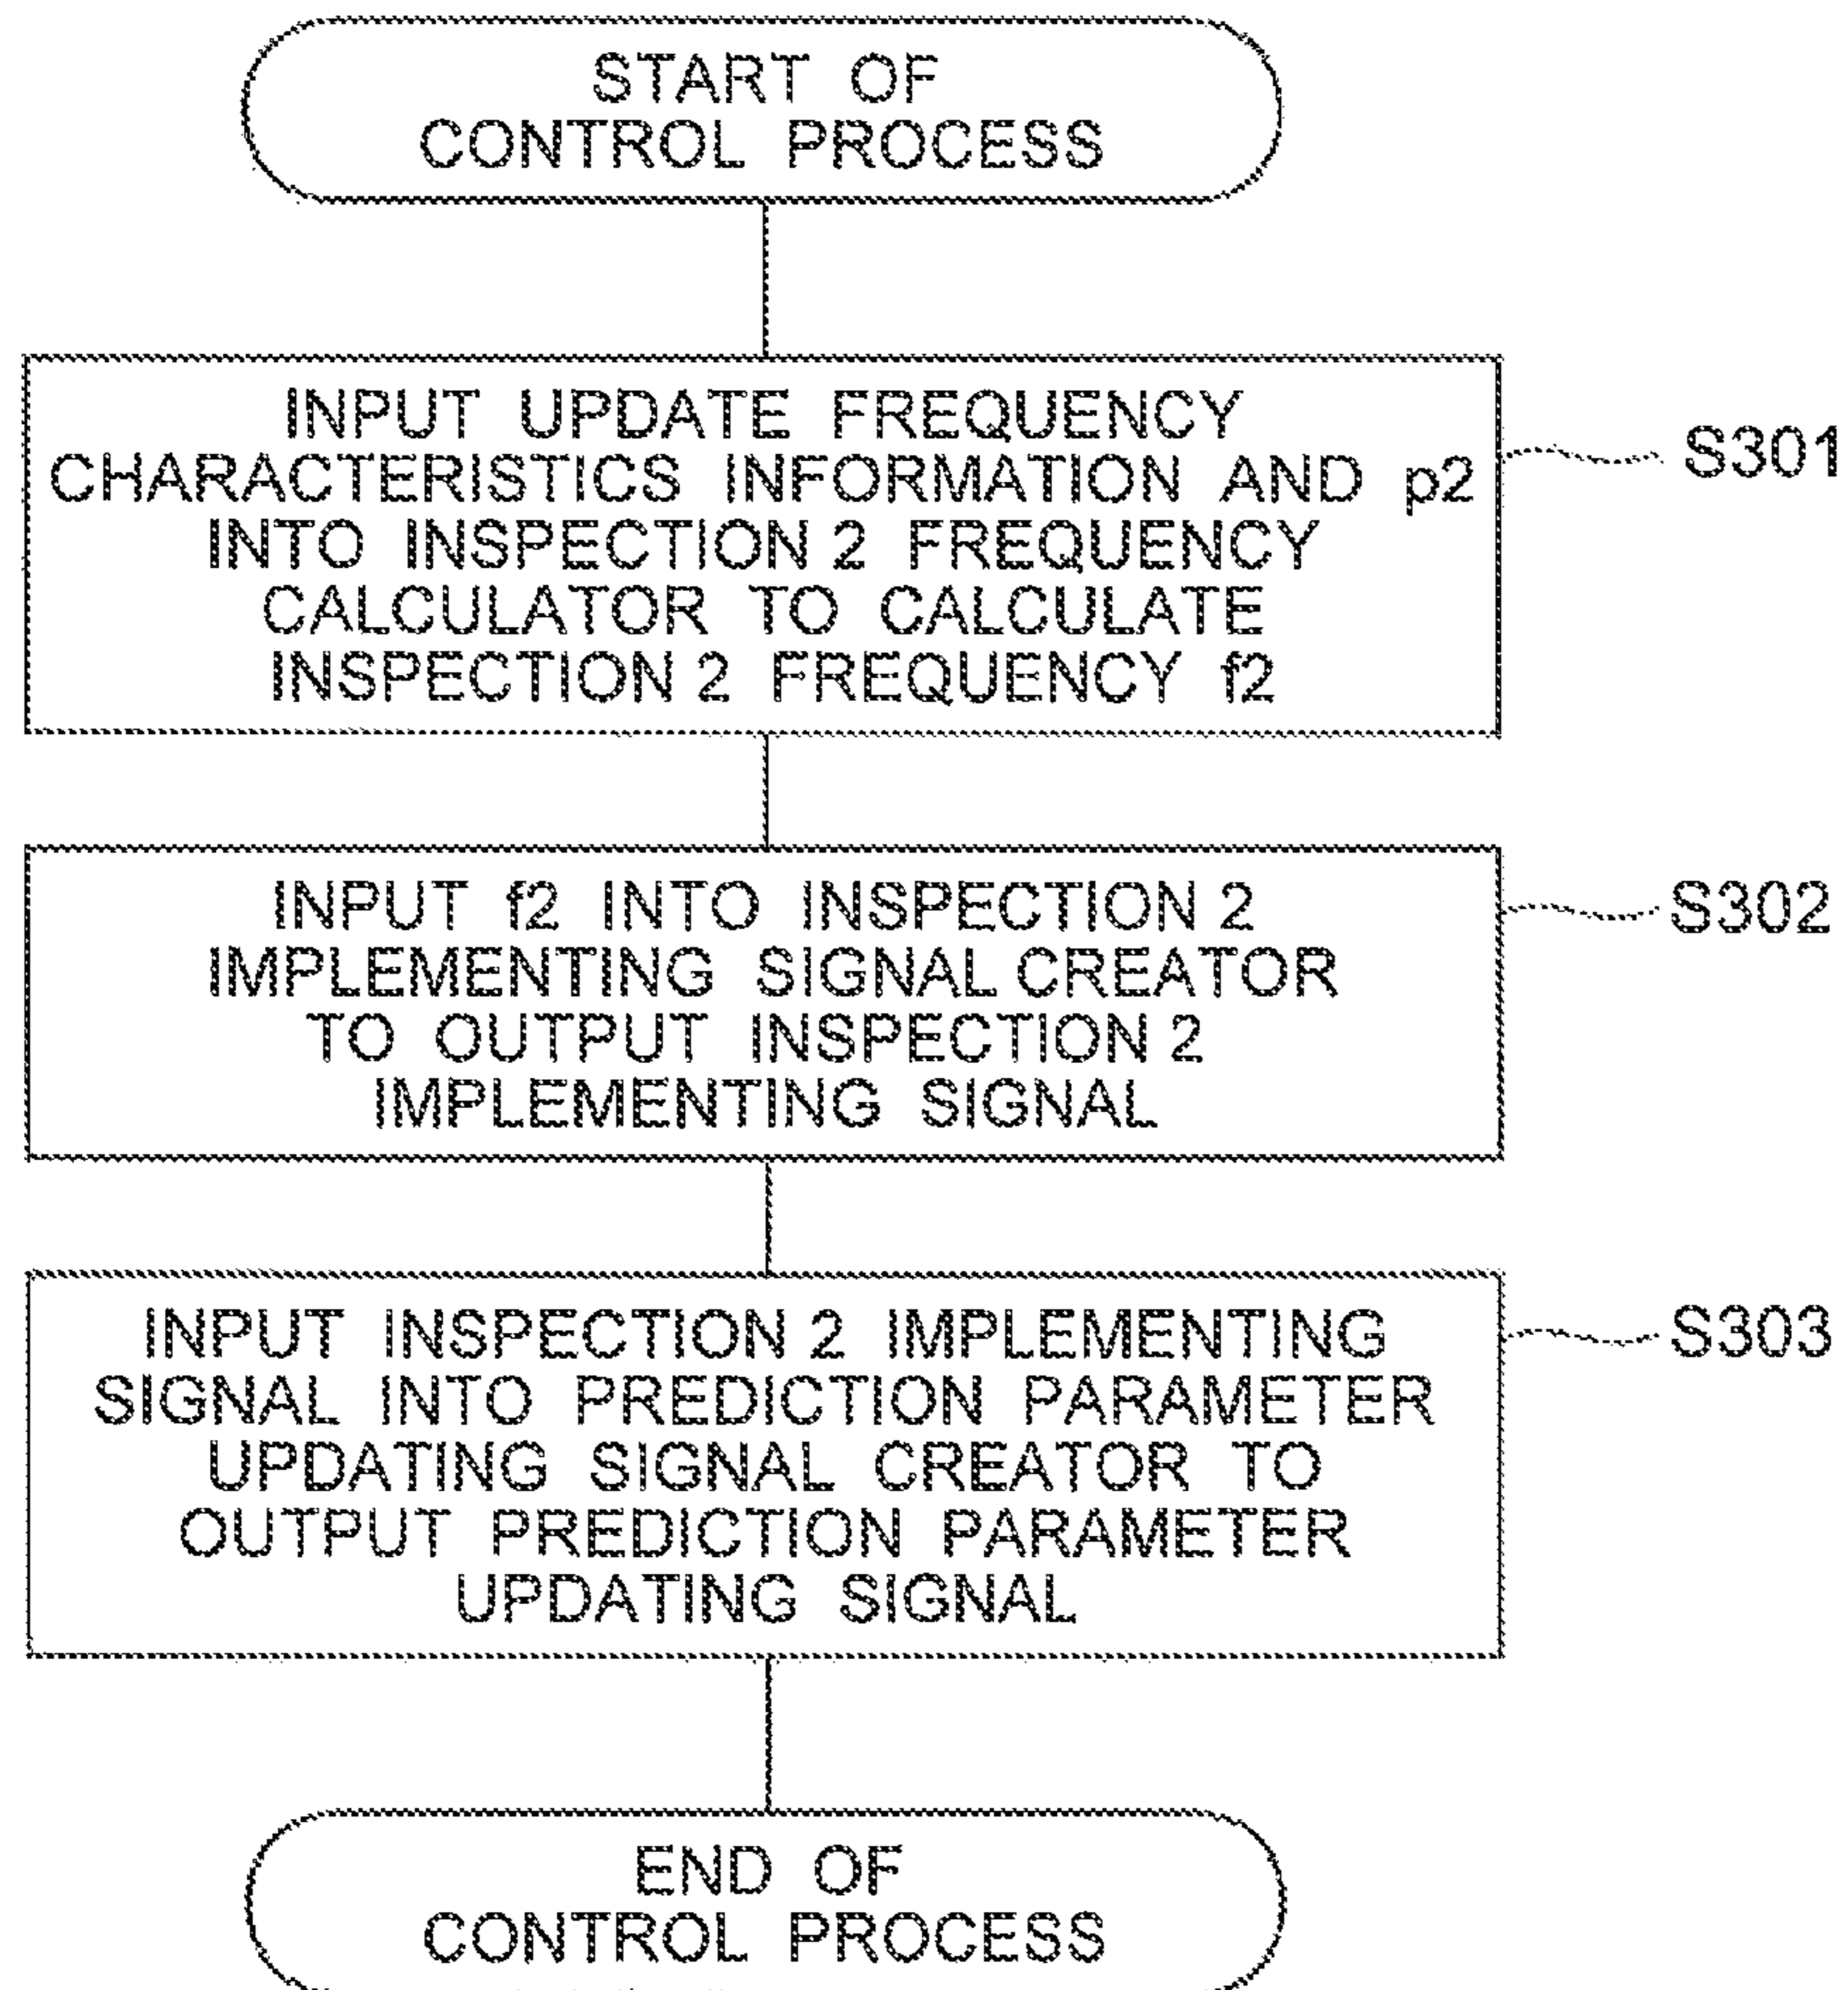 START OF
CONTROL PROCESS
INPUT UPDATE FREQUENCY
CHARACTERISTICS INFORMATION AND p2
INTO INSPECTION 2 FREQUENCY
CALCULATOR TO CALCULATE
INSPECTION 2 FREQUENCY f2
S301
INPUT f2 INTO INSPECTION 2
IMPLEMENTING SIGNAL CREATOR
TO OUTPUT INSPECTION 2
IMPLEMENTING SIGNAL
S302
INPUT INSPECTION 2 IMPLEMENTING
SIGNAL INTO PREDICTION PARAMETER
UPDATING SIGNAL CREATOR TO
OUTPUT PREDICTION PARAMETER
UPDATING SIGNAL
S303
END OF
CONTROL PROCESS